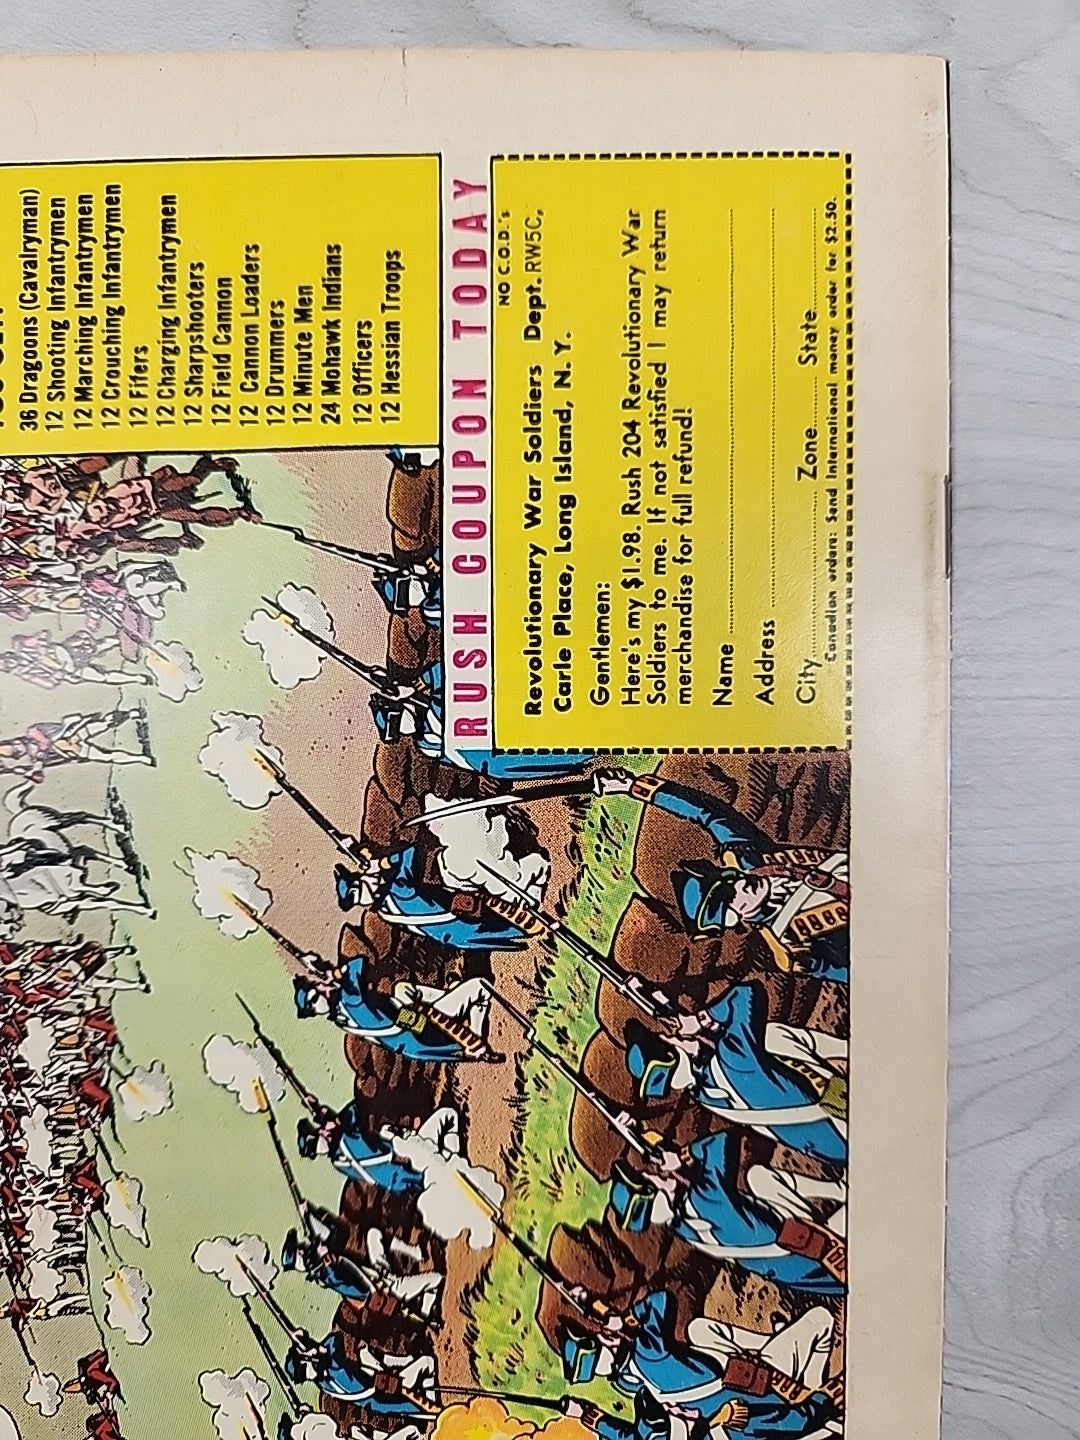 36 Dragoons (Cavalryman)
12 Shooting Infantrymen
12 Marching Infantrymen
12 Crouching Infantrymen
12 Fifers
12 Charging Infantrymen
12 Sharpshooters
12 Field Cannon
12 Cannon Loaders
12 Drummers
12 Minute Men
24 Mohawk Indians
12 Officers
12 Hessian Troops
RUSH COUPON TODAY
NO C.O.D.'s
Revolutionary War Soldiers Dept. RW5C,
Carle Place, Long Island, N. Y.
Gentlemen:
Here's my $1.98. Rush 204 Revolutionary War
Soldiers to me. If not satisfied I may return
merchandise for full refund!
Name
Address
City Zone State
Canadian orders: Send International money order for $2.50.